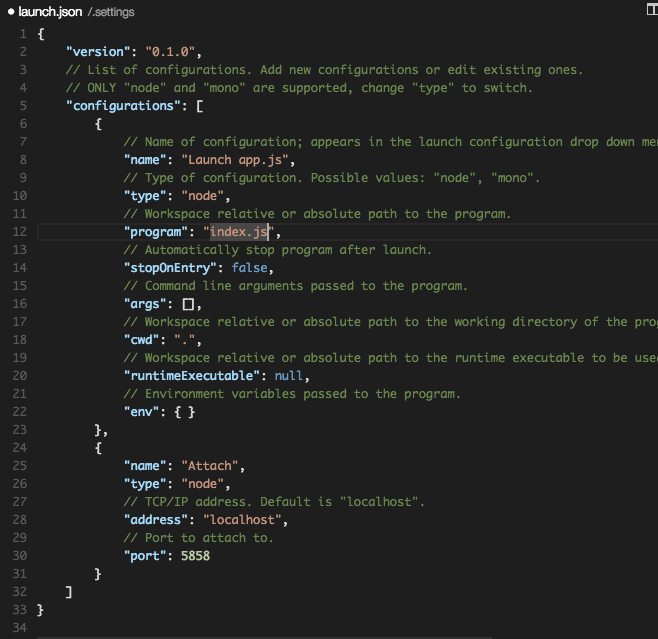 ● launch.json /.settings
1 {
2 "version": "0.1.0",
3 // List of configurations. Add new configurations or edit existing ones.
4 // ONLY "node" and "mono" are supported, change "type" to switch.
5 "configurations": [
6 {
7 // Name of configuration; appears in the launch configuration drop down
8 "name": "Launch app.js",
9 // Type of configuration. Possible values: "node", "mono".
10 "type": "node",
11 // Workspace relative or absolute path to the program.
12 "program": "index.js",
13 // Automatically stop program after launch.
14 "stopOnEntry": false,
15 // Command line arguments passed to the program.
16 "args": [],
17 // Workspace relative or absolute path to the working directory of the
18 "cwd": ".",
19 // Workspace relative or absolute path to the runtime executable to be
20 "runtimeExecutable": null,
21 // Environment variables passed to the program.
22 "env": { }
23 },
24 {
25 "name": "Attach",
26 "type": "node",
27 // TCP/IP address. Default is "localhost".
28 "address": "localhost",
29 // Port to attach to.
30 "port": 5858
31 }
32 ]
33 }
34